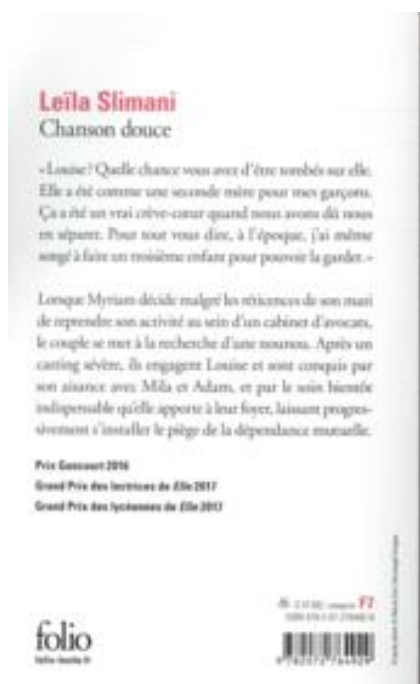 Leïla Slimani
Chanson douce
« Louise ? Quelle chance vous avez d'être tombés sur elle.
Elle a été comme une seconde mère pour mes garçons.
Ça a été un vrai crève-cœur quand nous avons dû nous
en séparer. Pour tout vous dire, à l'époque, j'ai même
songé à faire un troisième enfant pour pouvoir la garder. »
Lorsque Myriam décide malgré les réticences de son mari
de reprendre son activité au sein d'un cabinet d'avocats,
le couple se met à la recherche d'une nounou. Après un
casting sévère, ils engagent Louise et sont conquis par
son aisance avec Mila et Adam, et par le soin bientôt
indispensable qu'elle apporte à leur foyer, laissant progres-
sivement s'installer le piège de la dépendance mutuelle.
Prix Goncourt 2016
Grand Prix des lectrices de Elle 2017
Grand Prix des lycéennes de Elle 2017
F7
folio
folio-lesite.fr
9 782072 764929